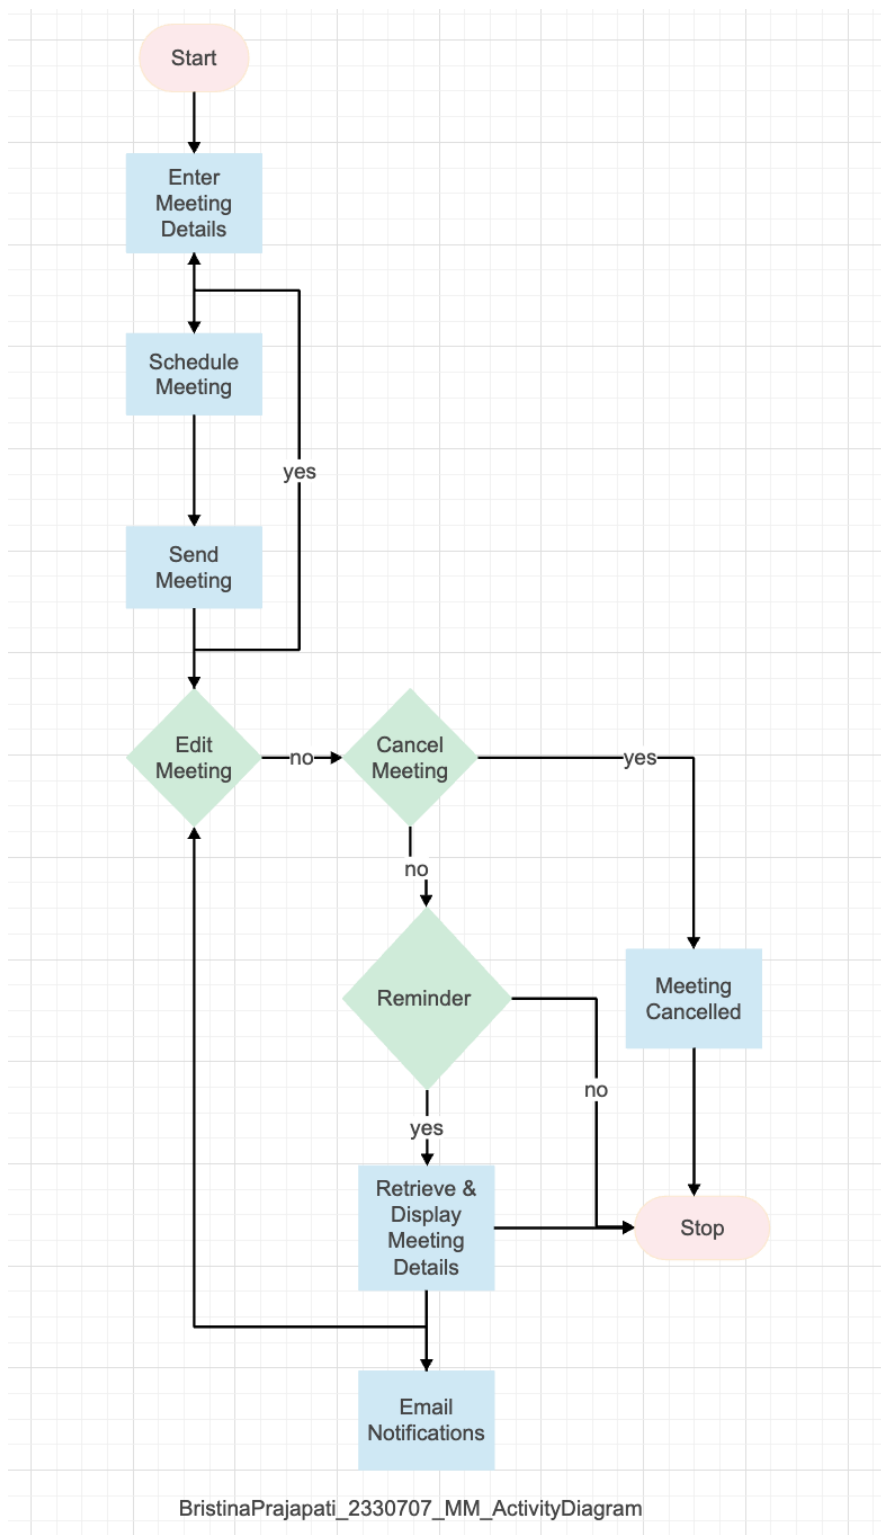 Start
Enter
Meeting
Details
Schedule
Meeting
yes
Send
Meeting
Edit
Meeting
no
Cancel
Meeting
yes
no
Reminder
Meeting
Cancelled
no
yes
Retrieve &
Display
Meeting
Details
Stop
Email
Notifications
BristinaPrajapati_2330707_MM_ActivityDiagram